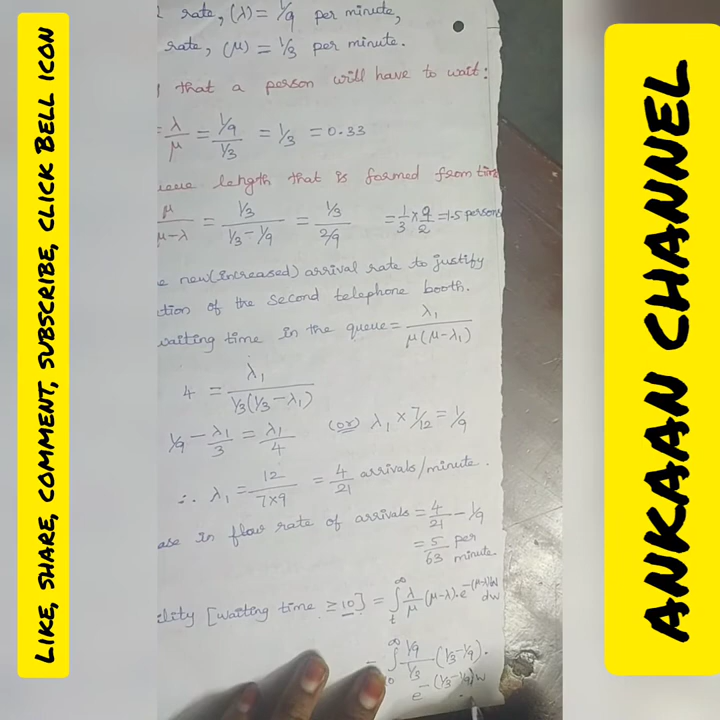 LIKE, SHARE, COMMENT, SUBSCRIBE, CLICK BELL ICON
rate, (λ) = 1/9 per minute,
rate, (μ) = 1/3 per minute.
that a person will have to wait:
= λ/μ = (1/9)/(1/3) = 1/3 = 0.33
length that is formed from time
μ/(μ-λ) = (1/3)/(1/3 - 1/9) = (1/3)/(2/9) = 1/3 × 9/2 = 1.5 persons
new (increased) arrival rate to justify
of the second telephone booth.
waiting time in the queue = λ₁/(μ(μ-λ₁))
4 = λ₁/(1/3(1/3 - λ₁))
1/9 - λ₁/3 = λ₁/4 (or) λ₁ × 7/12 = 1/9
∴ λ₁ = 12/(7×9) = 4/21 arrivals/minute.
in flow rate of arrivals = 4/21 - 1/9
= 5/63 per minute.
[waiting time ≥ 10] = ∫_t^∞ λ/μ (μ-λ).e^-(μ-λ)w dw
= ∫_10^∞ (1/9)/(1/3) (1/3 - 1/9).
e^-(1/3 - 1/9)w
ANKAAN CHANNEL